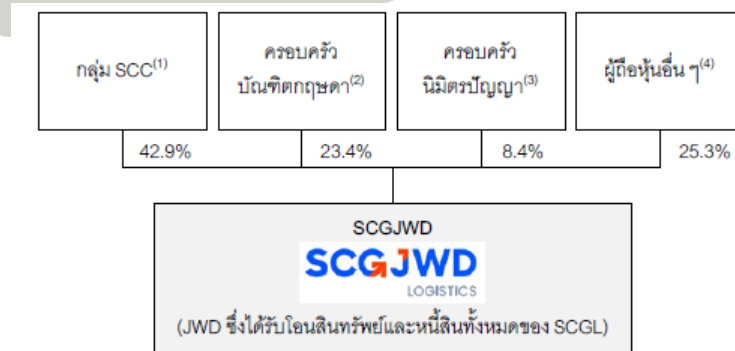 กลุ่ม SCC(1)
ครอบครัว
บัณฑิตกฤษดา(2)
ครอบครัว
นิมิตรปัญญา(3)
ผู้ถือหุ้นอื่น ๆ(4)
42.9%
23.4%
8.4%
25.3%
SCGJWD
SCGJWD
LOGISTICS
(JWD ซึ่งได้รับโอนสินทรัพย์และหนี้สินทั้งหมดของ SCGL)